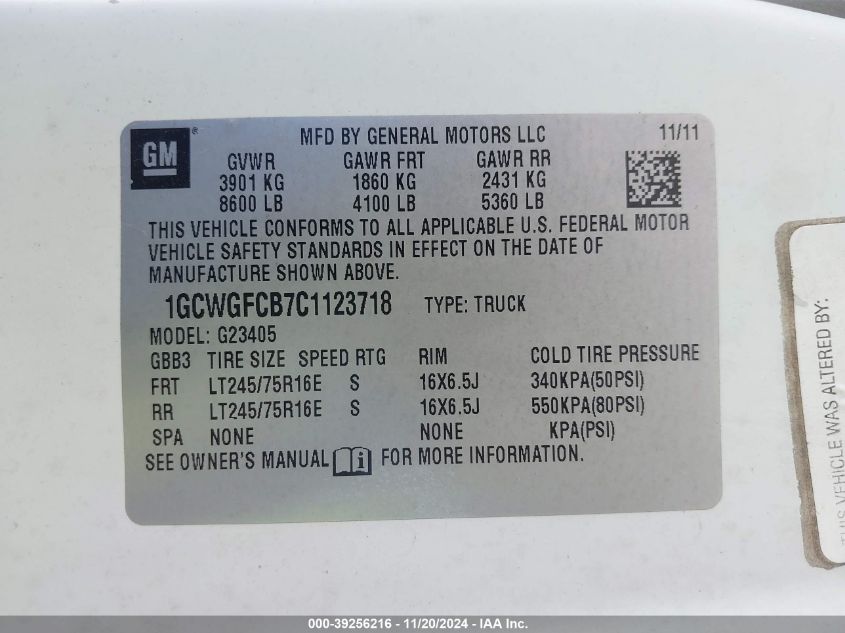 GM ® MFD BY GENERAL MOTORS LLC 11/11
GVWR GAWR FRT GAWR RR
3901 KG 1860 KG 2431 KG
8600 LB 4100 LB 5360 LB
THIS VEHICLE CONFORMS TO ALL APPLICABLE U.S. FEDERAL MOTOR
VEHICLE SAFETY STANDARDS IN EFFECT ON THE DATE OF
MANUFACTURE SHOWN ABOVE.
1GCWGFCB7C1123718 TYPE: TRUCK
MODEL: G23405
GBB3 TIRE SIZE SPEED RTG RIM COLD TIRE PRESSURE
FRT LT245/75R16E S 16X6.5J 340KPA(50PSI)
RR LT245/75R16E S 16X6.5J 550KPA(80PSI)
SPA NONE NONE KPA(PSI)
SEE OWNER'S MANUAL i FOR MORE INFORMATION.
THIS VEHICLE WAS ALTERED BY:
000-39256216 - 11/20/2024 - IAA Inc.